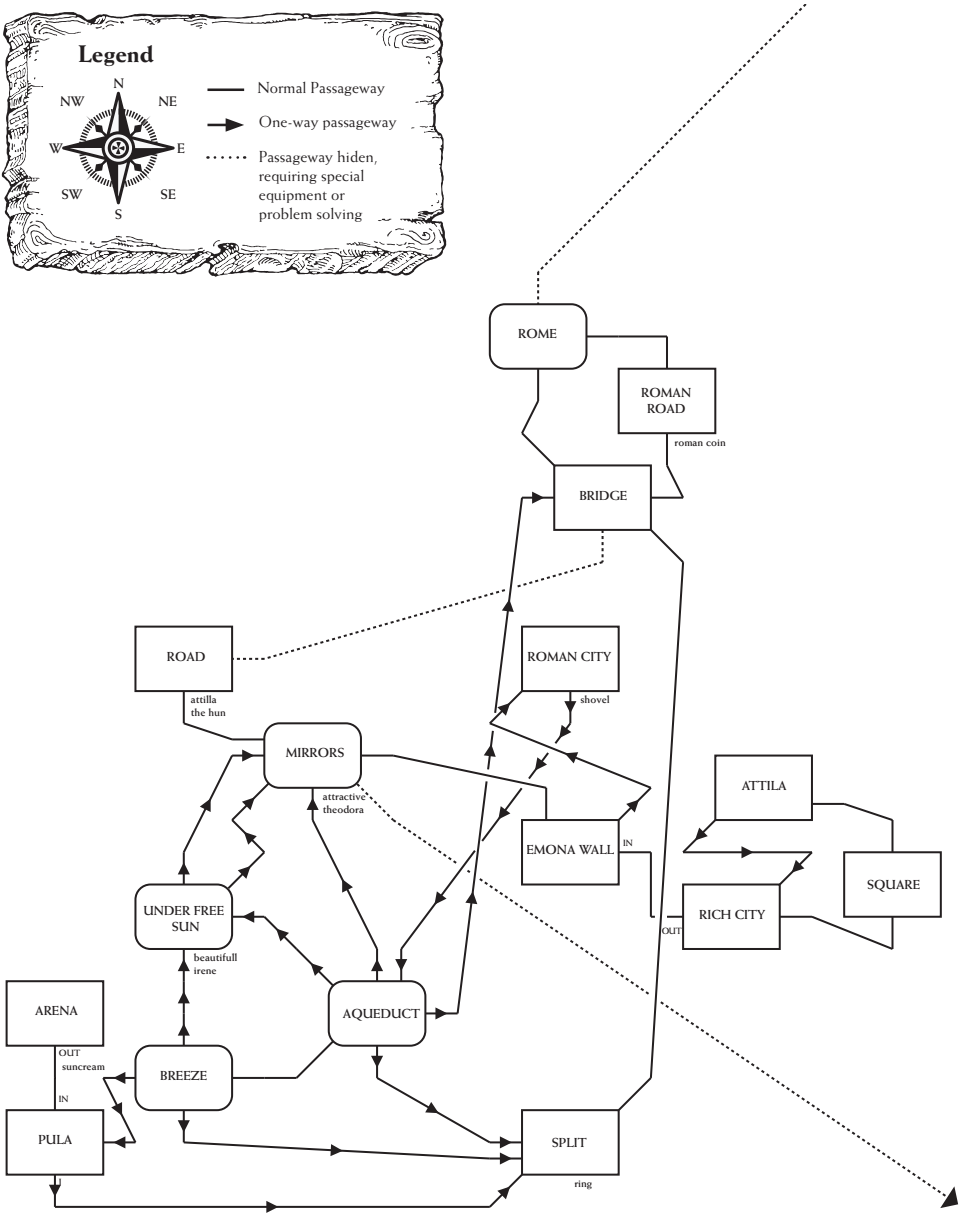 Legend
N
NW
NE
W
E
SW
SE
S
Normal Passageway
One-way passageway
Passageway hiden,
requiring special
equipment or
problem solving
ROME
ROMAN
ROAD
roman coin
BRIDGE
ROAD
attilla
the hun
ROMAN CITY
shovel
MIRRORS
attractive
theodora
ATTILA
EMONA WALL
IN
SQUARE
RICH CITY
OUT
UNDER FREE
SUN
beautifull
irene
ARENA
OUT
suncream
AQUEDUCT
BREEZE
IN
PULA
I
SPLIT
ring